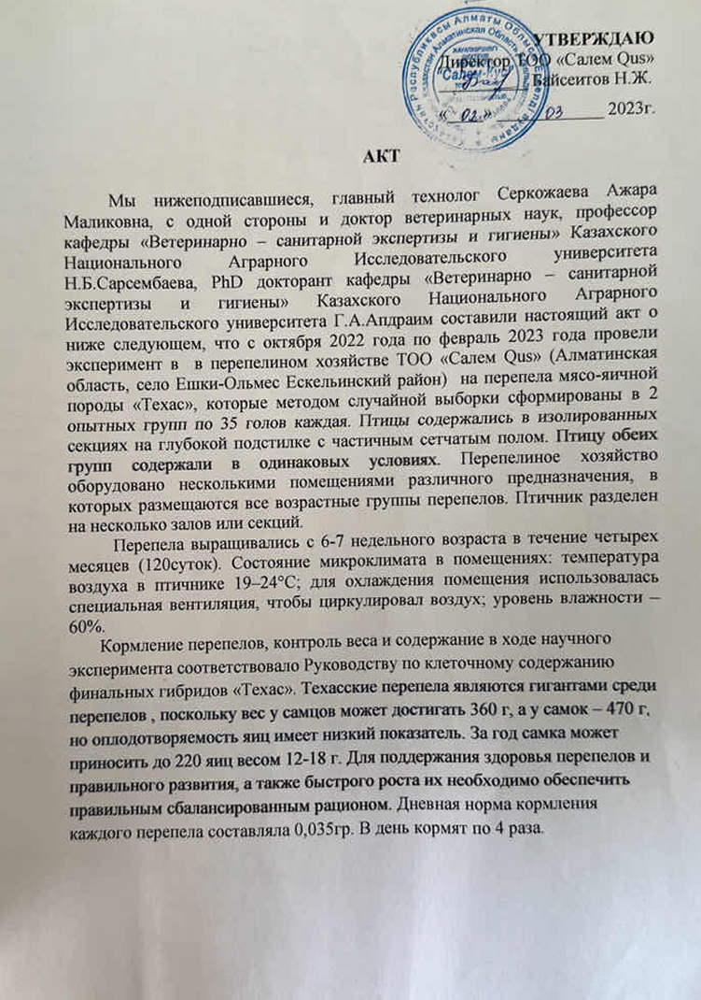 УТВЕРЖДАЮ
Директор ТОО «Салем Qus»
Байсеитов Н.Ж.
« 02 » 03 2023г.
АКТ
Мы нижеподписавшиеся, главный технолог Серкожаева Ажара
Маликовна, с одной стороны и доктор ветеринарных наук, профессор
кафедры «Ветеринарно – санитарной экспертизы и гигиены» Казахского
Национального Аграрного Исследовательского университета
Н.Б.Сарсембаева, PhD докторант кафедры «Ветеринарно – санитарной
экспертизы и гигиены» Казахского Национального Аграрного
Исследовательского университета Г.А.Апдраим составили настоящий акт о
ниже следующем, что с октября 2022 года по февраль 2023 года провели
эксперимент в в перепелином хозяйстве ТОО «Салем Qus» (Алматинская
область, село Ешки-Ольмес Ескельинский район) на перепела мясо-яичной
породы «Техас», которые методом случайной выборки сформированы в 2
опытных групп по 35 голов каждая. Птицы содержались в изолированных
секциях на глубокой подстилке с частичным сетчатым полом. Птицу обеих
групп содержали в одинаковых условиях. Перепелиное хозяйство
оборудовано несколькими помещениями различного предназначения, в
которых размещаются все возрастные группы перепелов. Птичник разделен
на несколько залов или секций.
Перепела выращивались с 6-7 недельного возраста в течение четырех
месяцев (120суток). Состояние микроклимата в помещениях: температура
воздуха в птичнике 19–24°С; для охлаждения помещения использовалась
специальная вентиляция, чтобы циркулировал воздух; уровень влажности –
60%.
Кормление перепелов, контроль веса и содержание в ходе научного
эксперимента соответствовало Руководству по клеточному содержанию
финальных гибридов «Техас». Техасские перепела являются гигантами среди
перепелов , поскольку вес у самцов может достигать 360 г, а у самок – 470 г,
но оплодотворяемость яиц имеет низкий показатель. За год самка может
приносить до 220 яиц весом 12-18 г. Для поддержания здоровья перепелов и
правильного развития, а также быстрого роста их необходимо обеспечить
правильным сбалансированным рационом. Дневная норма кормления
каждого перепела составляла 0,035гр. В день кормят по 4 раза.